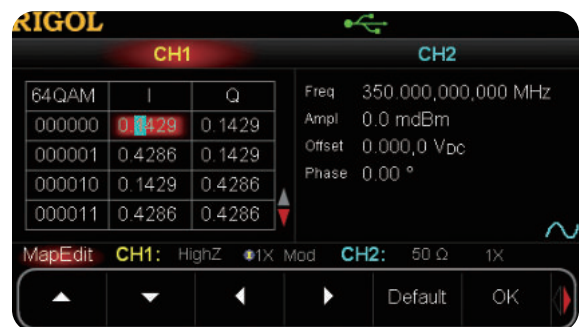 RIGOL
CH1 CH2
64QAM I Q
000000 0.1429 0.1429
000001 0.4286 0.1429
000010 0.1429 0.4286
000011 0.4286 0.4286
Freq 350.000,000,000 MHz
Ampl 0.0 mdBm
Offset 0.000,0 VDC
Phase 0.00 °
MapEdit CH1: HighZ 1X Mod CH2: 50 Ω 1X
Default OK